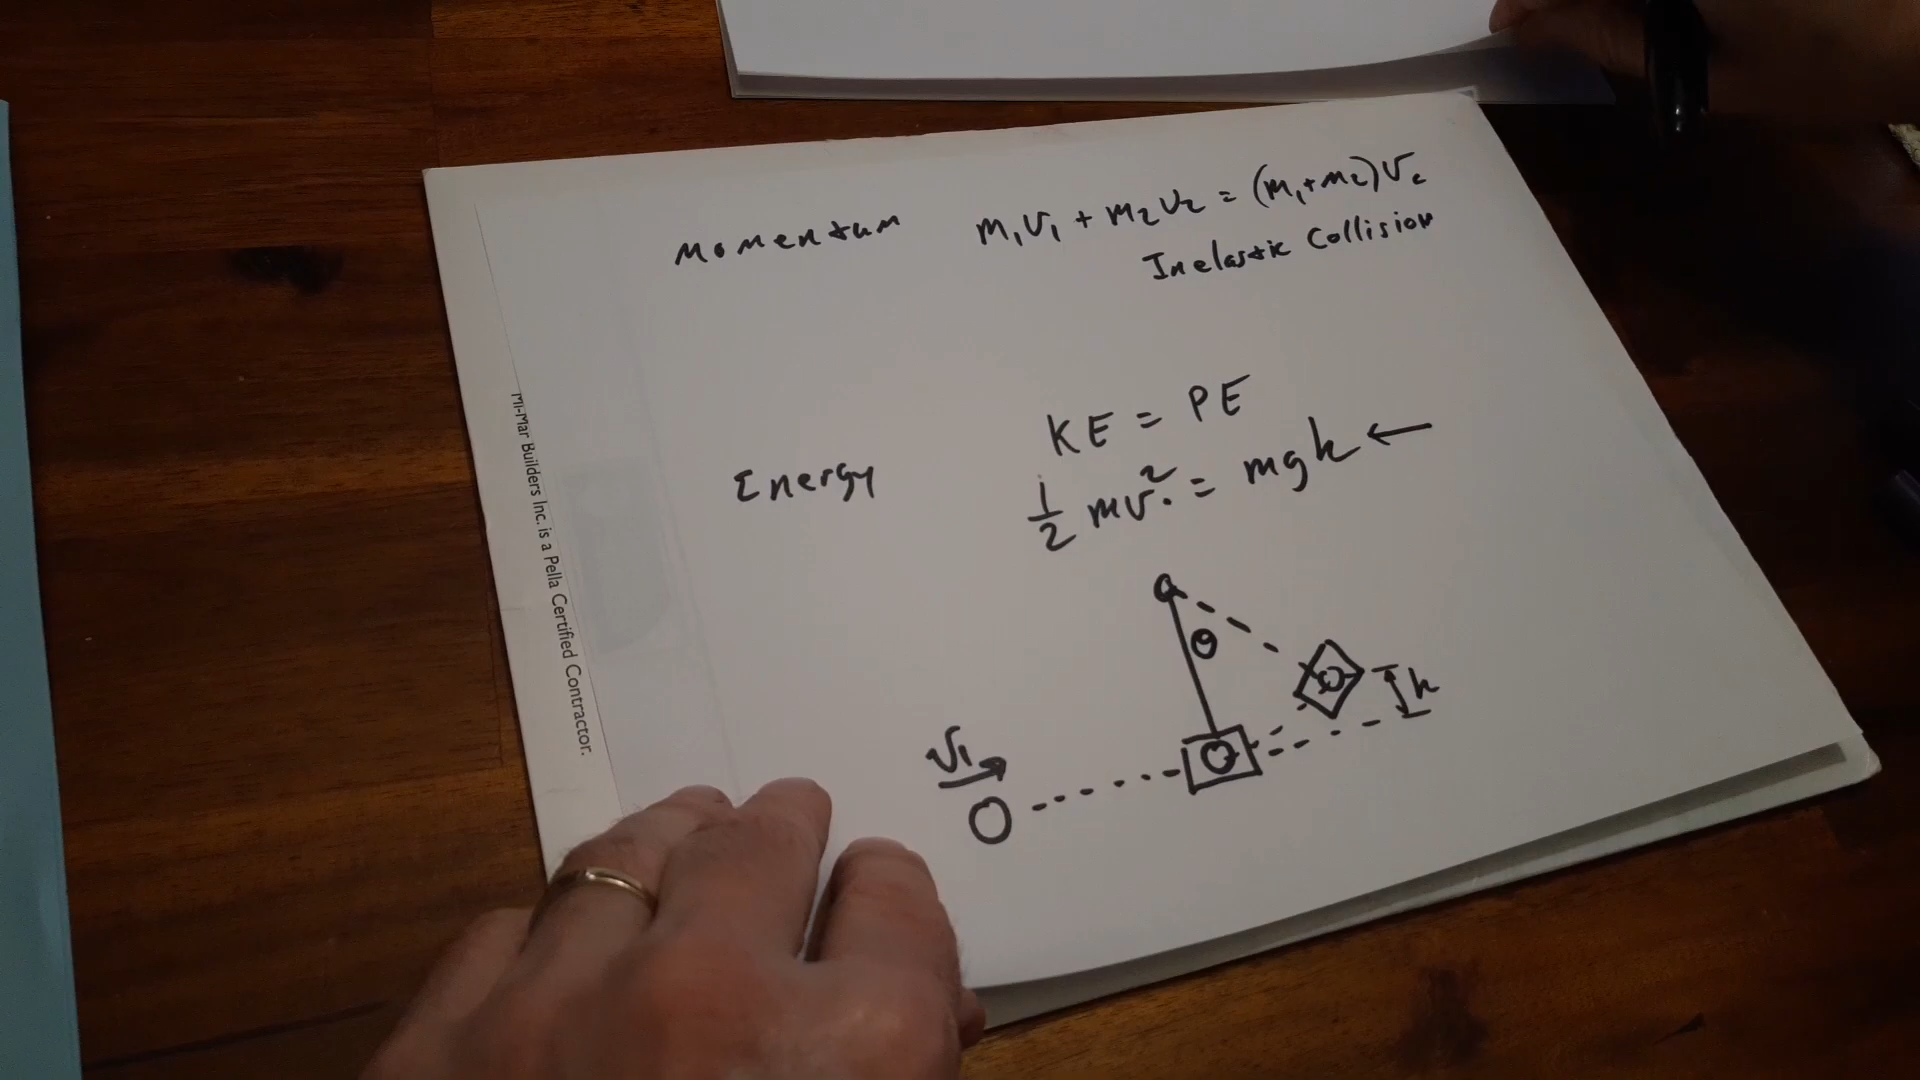 Momentum m₁v₁ + m₂v₂ = (m₁+m₂)v_c
Inelastic Collision
KE = PE
Energy ½ mv² = mgh ←
θ
h
v₁
Mi-Mar Builders Inc. is a Pella Certified Contractor.